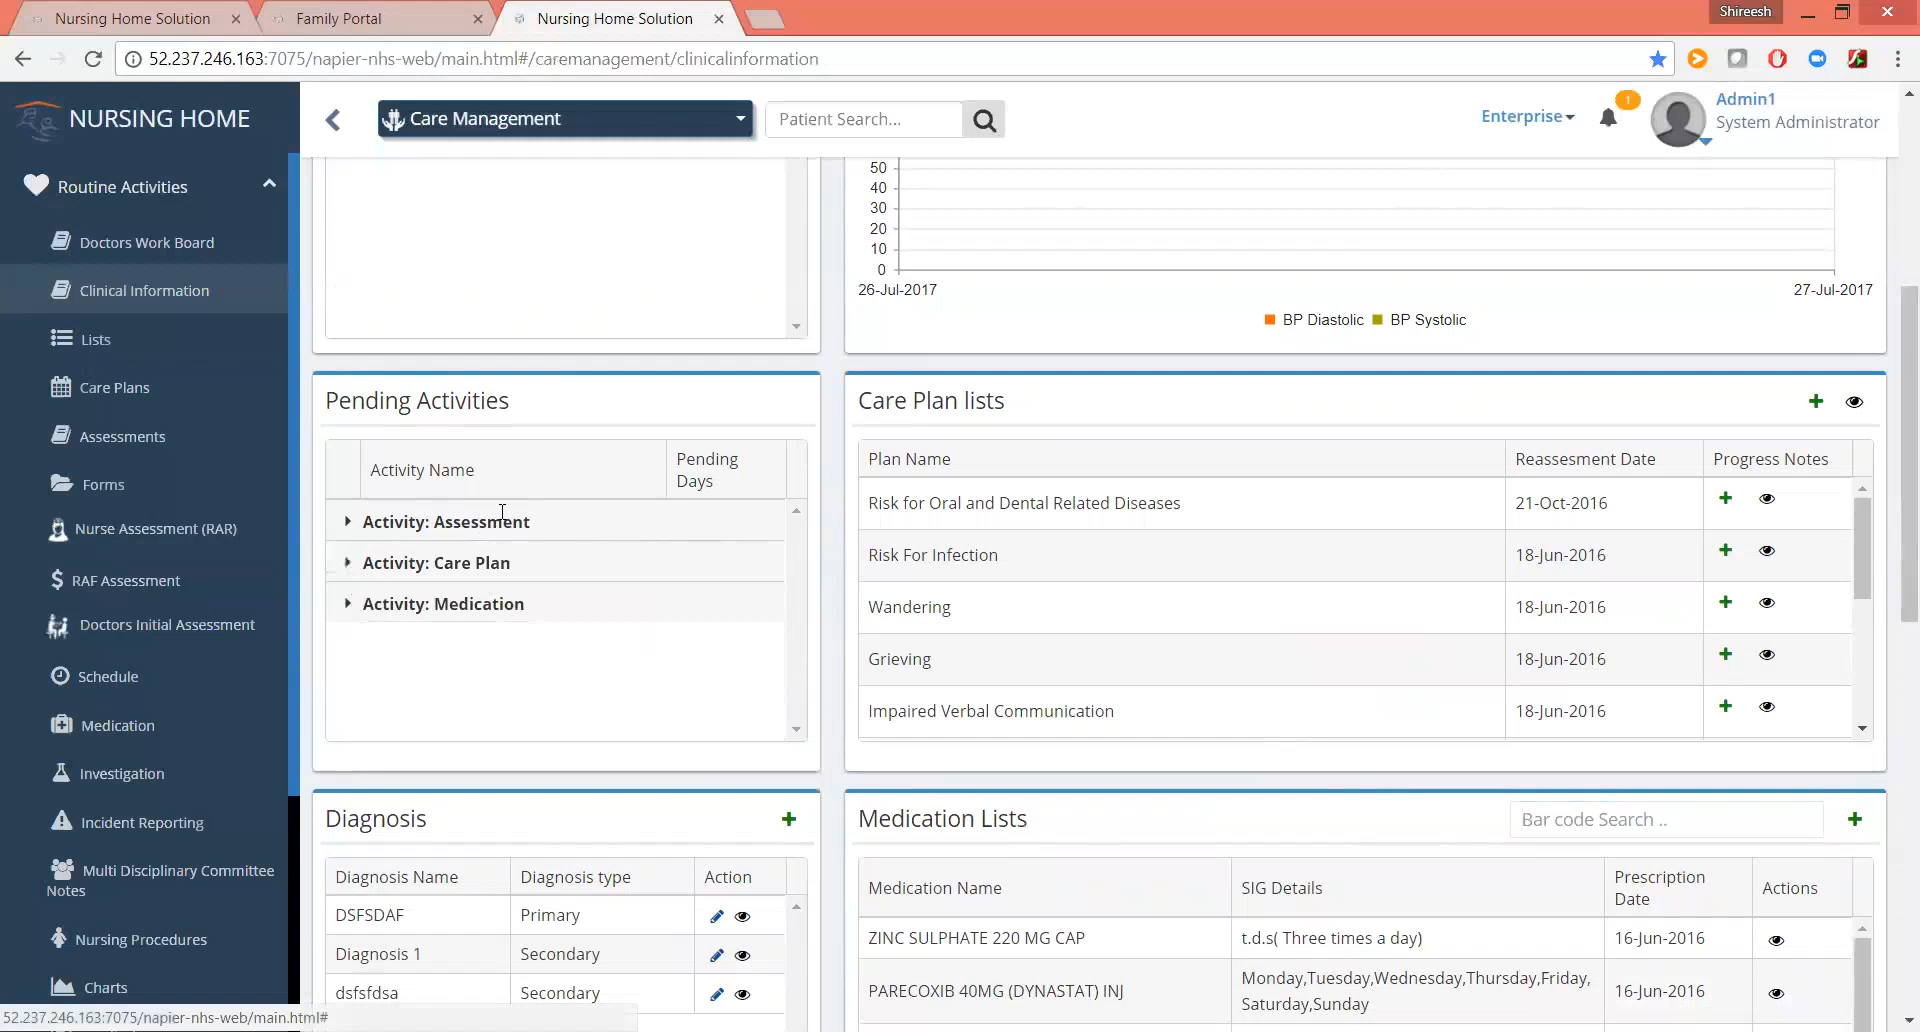 Nursing Home Solution
Family Portal
Nursing Home Solution
Shireesh
52.237.246.163:7075/napier-nhs-web/main.html#/caremanagement/clinicalinformation
NURSING HOME
Care Management
Patient Search...
Enterprise
1
Admin1
System Administrator
Routine Activities
Doctors Work Board
Clinical Information
Lists
Care Plans
Assessments
Forms
Nurse Assessment (RAR)
RAF Assessment
Doctors Initial Assessment
Schedule
Medication
Investigation
Incident Reporting
Multi Disciplinary Committee
Notes
Nursing Procedures
Charts
52.237.246.163:7075/napier-nhs-web/main.html#
50
40
30
20
10
0
26-Jul-2017
27-Jul-2017
BP Diastolic
BP Systolic
Pending Activities
Activity Name
Pending
Days
Activity: Assessment
Activity: Care Plan
Activity: Medication
Care Plan lists
Plan Name
Reassesment Date
Progress Notes
Risk for Oral and Dental Related Diseases
21-Oct-2016
Risk For Infection
18-Jun-2016
Wandering
18-Jun-2016
Grieving
18-Jun-2016
Impaired Verbal Communication
18-Jun-2016
Diagnosis
Diagnosis Name
Diagnosis type
Action
DSFSDAF
Primary
Diagnosis 1
Secondary
dsfsfdsa
Secondary
Medication Lists
Bar code Search ..
Medication Name
SIG Details
Prescription
Date
Actions
ZINC SULPHATE 220 MG CAP
t.d.s( Three times a day)
16-Jun-2016
PARECOXIB 40MG (DYNASTAT) INJ
Monday,Tuesday,Wednesday,Thursday,Friday,
Saturday,Sunday
16-Jun-2016